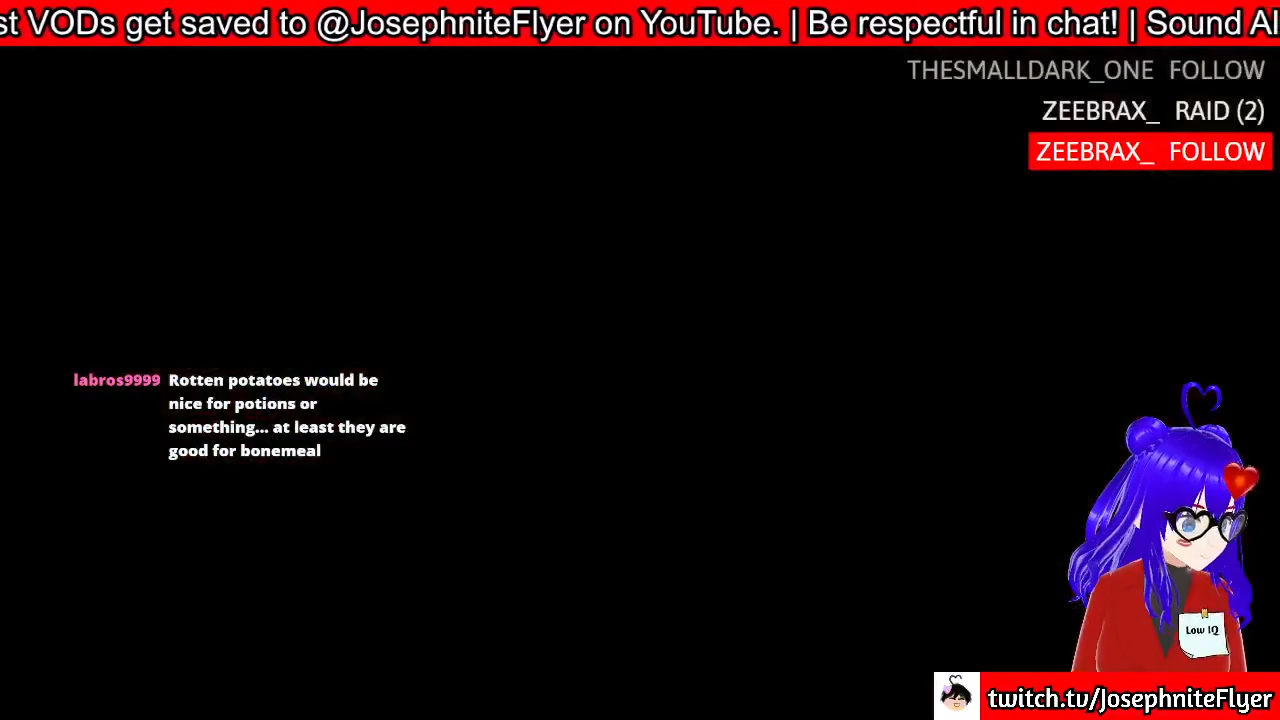 st VODs get saved to @JosephniteFlyer on YouTube. | Be respectful in chat! | Sound Al
THESMALLDARK_ONE FOLLOW
ZEEBRAX_ RAID (2)
ZEEBRAX_ FOLLOW
labros9999 Rotten potatoes would be
nice for potions or
something... at least they are
good for bonemeal
Low IQ
twitch.tv/JosephniteFlyer